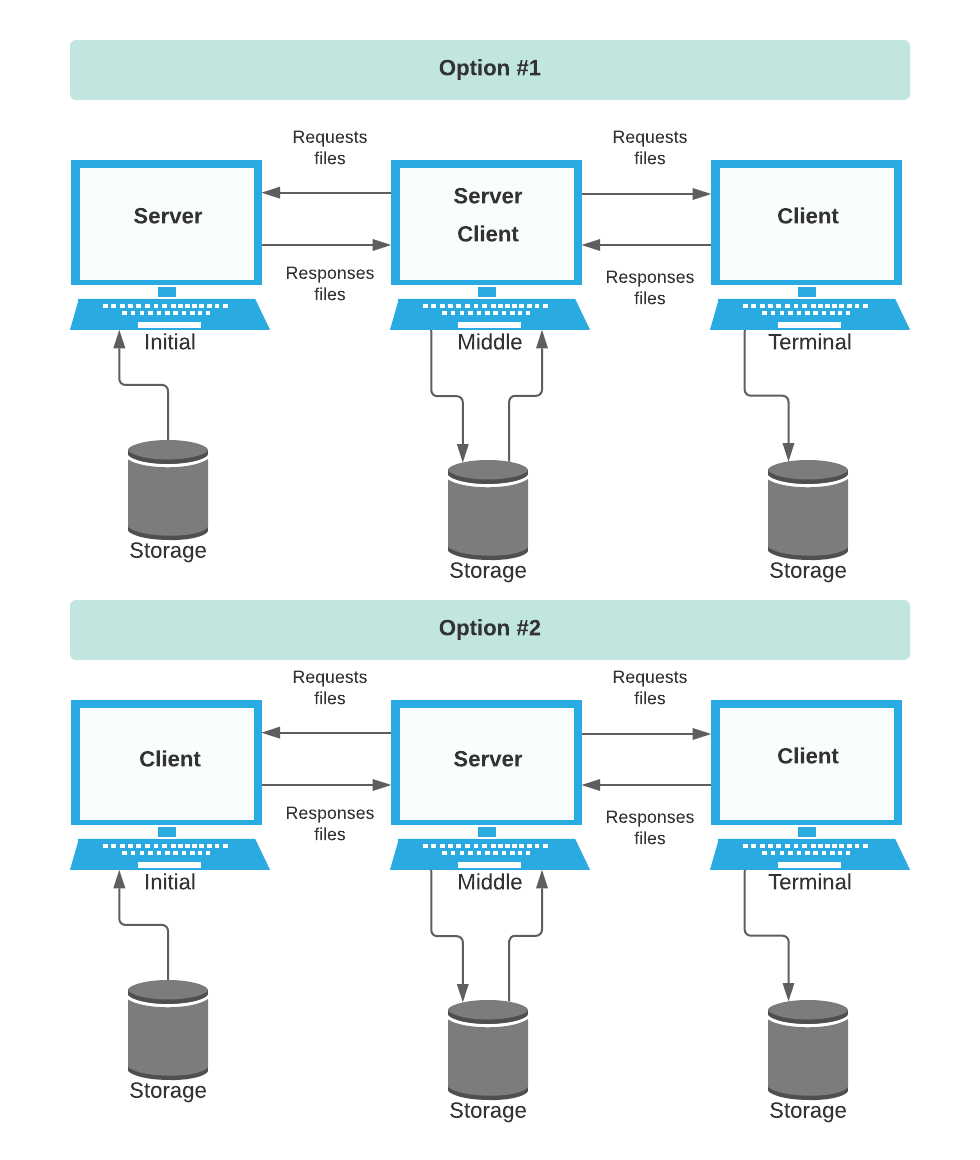 Option #1
Requests
files
Requests
files
Server
Server
Client
Client
Responses
files
Responses
files
Initial
Middle
Terminal
Storage
Storage
Storage
Option #2
Requests
files
Requests
files
Client
Server
Client
Responses
files
Responses
files
Initial
Middle
Terminal
Storage
Storage
Storage